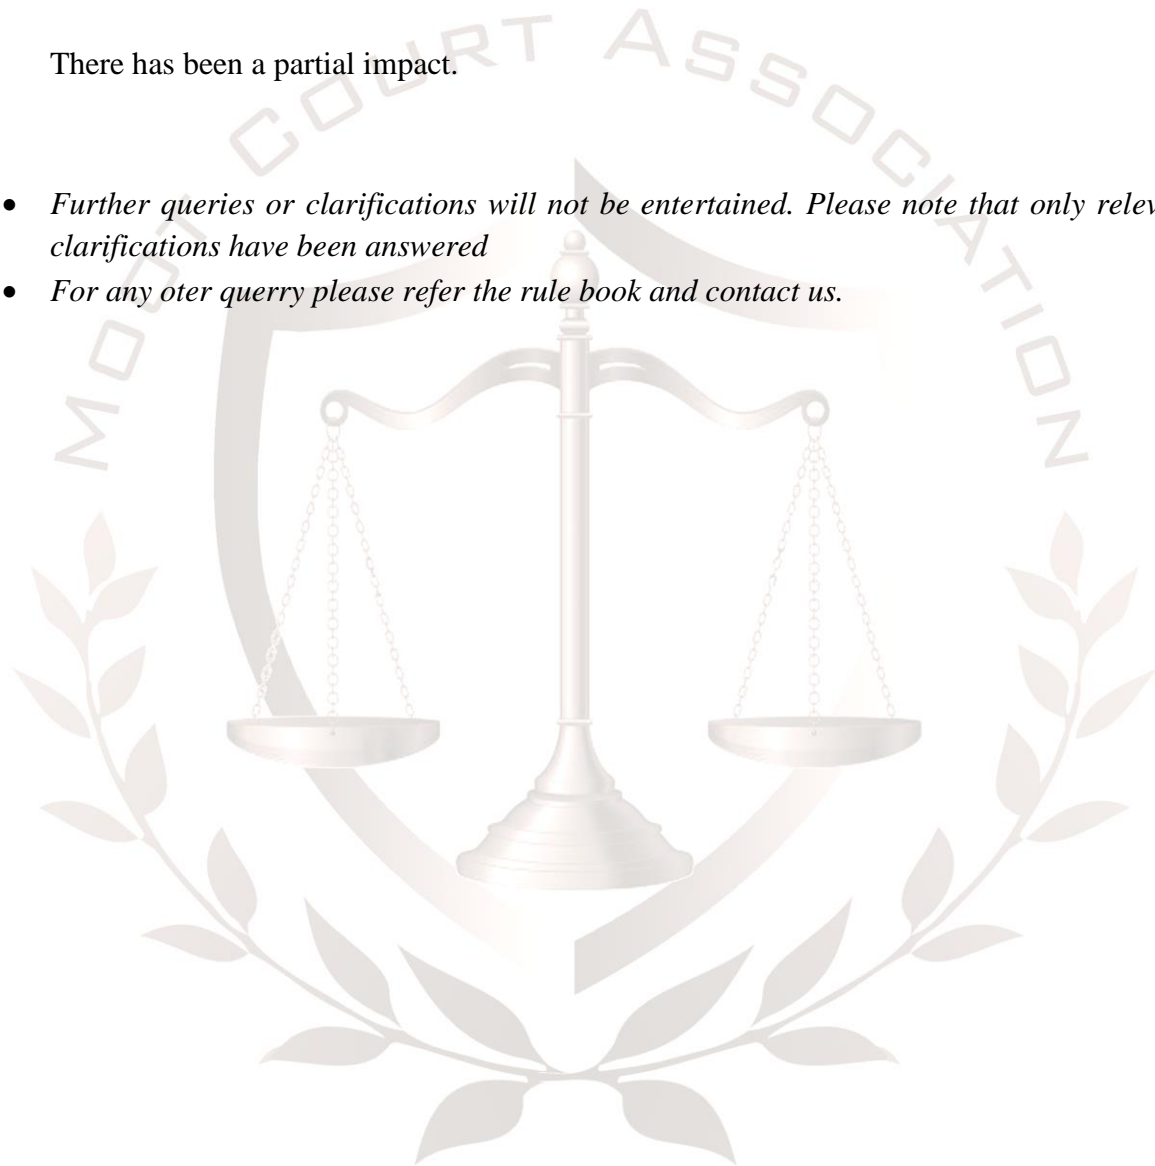 MOOT COURT ASSOCIATION
There has been a partial impact.
• Further queries or clarifications will not be entertained. Please note that only
clarifications have been answered
• For any oter querry please refer the rule book and contact us.